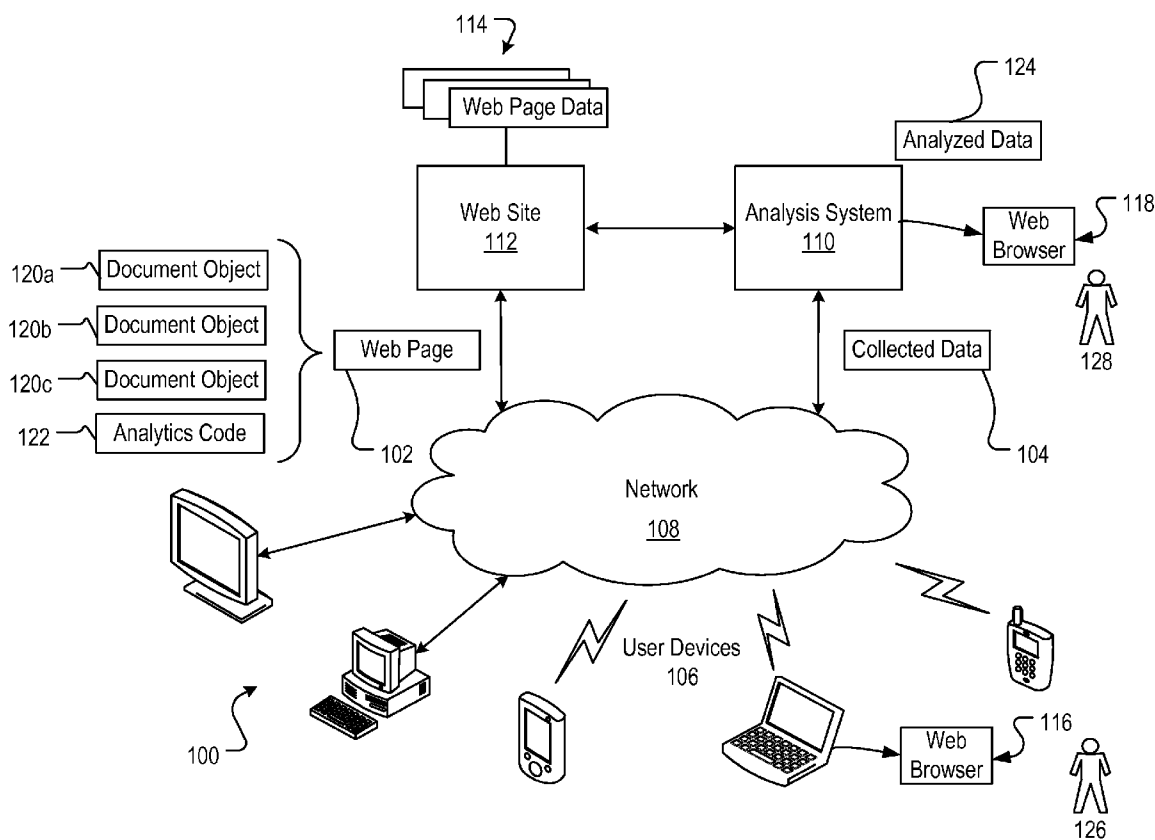 114
124
Web Page Data
Analyzed Data
Web Site
112
Analysis System
110
118
Web
Browser
120a
Document Object
120b
Document Object
120c
Document Object
122
Analytics Code
Web Page
102
Collected Data
104
128
Network
108
User Devices
106
100
Web
Browser
116
126